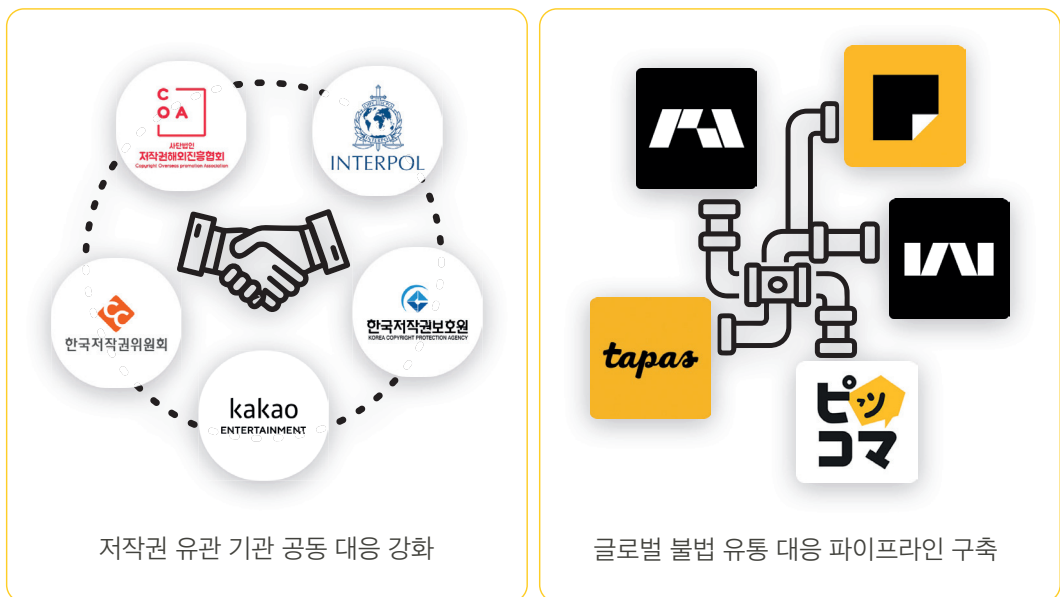 C
O A
사단법인
저작권해외진흥협회
Copyright Overseas promotion Association
INTERPOL
한국저작권위원회
한국저작권보호원
KOREA COPYRIGHT PROTECTION AGENCY
kakao
ENTERTAINMENT
저작권 유관 기관 공동 대응 강화
tapas
ピッコマ
글로벌 불법 유통 대응 파이프라인 구축